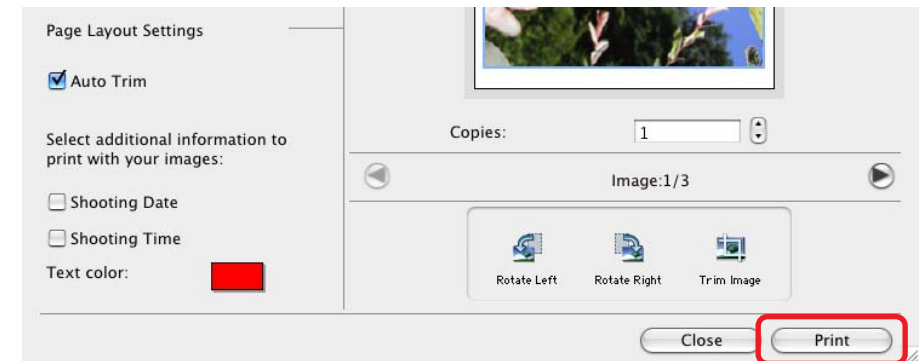 Page Layout Settings
Auto Trim
Select additional information to
print with your images:
Shooting Date
Shooting Time
Text color:
Copies:
1
Image:1/3
Rotate Left
Rotate Right
Trim Image
Close
Print